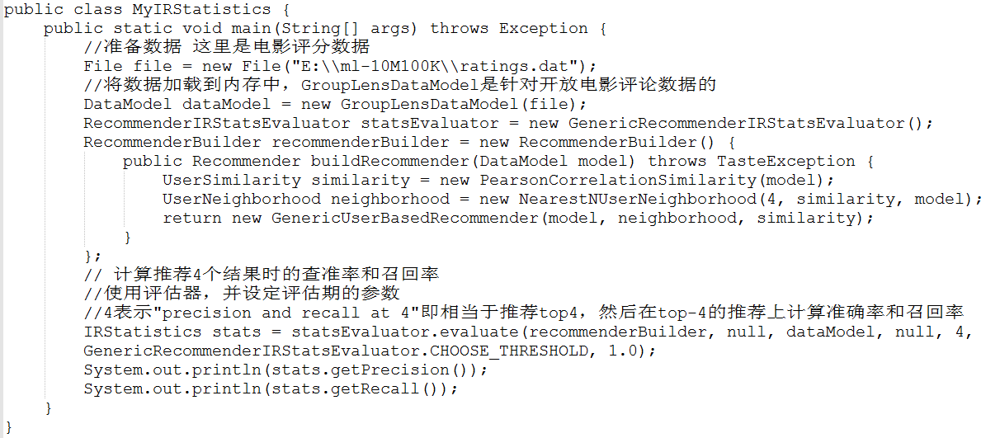 public class MyIRStatistics {
    public static void main(String[] args) throws Exception {
        //准备数据 这里是电影评分数据
        File file = new File("E:\\ml-10M100K\\ratings.dat");
        //将数据加载到内存中，GroupLensDataModel是针对开放电影评论数据的
        DataModel dataModel = new GroupLensDataModel(file);
        RecommenderIRStatsEvaluator statsEvaluator = new GenericRecommenderIRStatsEvaluator();
        RecommenderBuilder recommenderBuilder = new RecommenderBuilder() {
            public Recommender buildRecommender(DataModel model) throws TasteException {
                UserSimilarity similarity = new PearsonCorrelationSimilarity(model);
                UserNeighborhood neighborhood = new NearestNUserNeighborhood(4, similarity, model);
                return new GenericUserBasedRecommender(model, neighborhood, similarity);
            }
        };
        // 计算推荐4个结果时的查准率和召回率
        //使用评估器，并设定评估期的参数
        //4表示"precision and recall at 4"即相当于推荐top4，然后在top-4的推荐上计算准确率和召回率
        IRStatistics stats = statsEvaluator.evaluate(recommenderBuilder, null, dataModel, null, 4,
        GenericRecommenderIRStatsEvaluator.CHOOSE_THRESHOLD, 1.0);
        System.out.println(stats.getPrecision());
        System.out.println(stats.getRecall());
    }
}